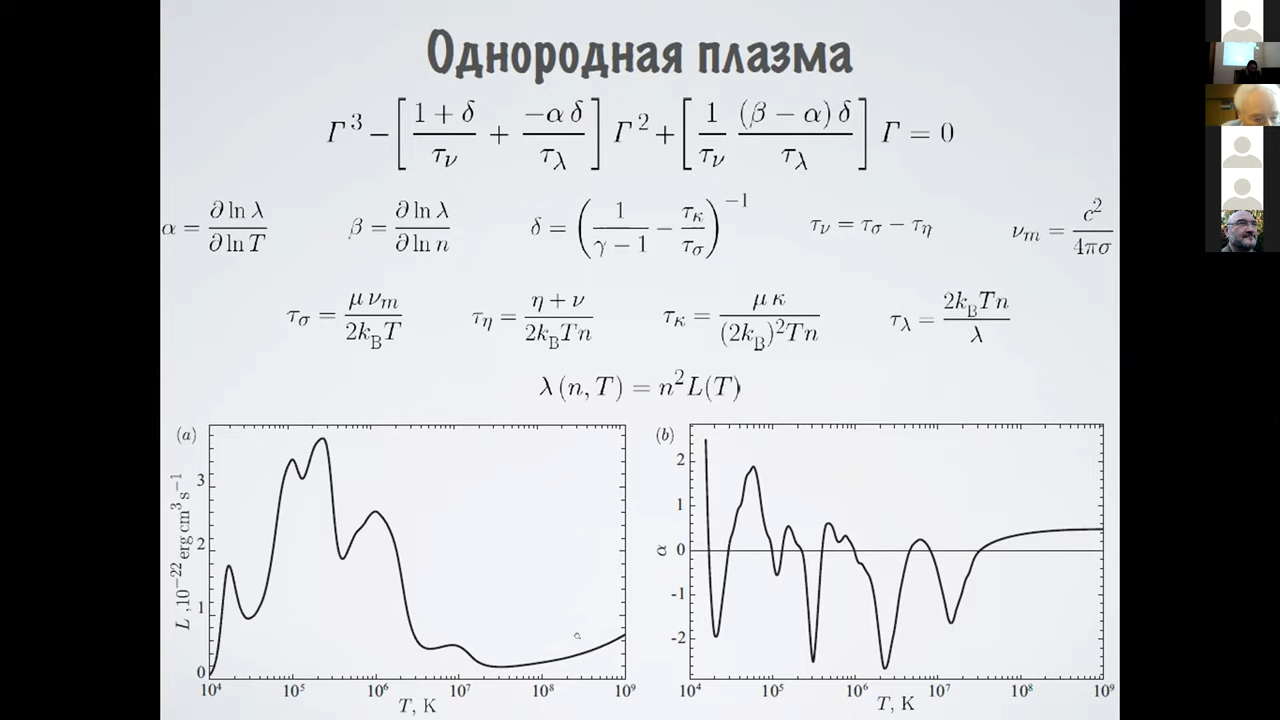 Однородная плазма
Γ³ − [ (1 + δ)/τ_ν + (−α δ)/τ_λ ] Γ² + [ 1/τ_ν (β − α) δ/τ_λ ] Γ = 0
α = ∂ ln λ/∂ ln T β = ∂ ln λ/∂ ln n δ = ( 1/(γ − 1) − τ_κ/τ_σ )⁻¹ τ_ν = τ_σ − τ_η ν_m = c²/4πσ
τ_σ = μ ν_m/2k_B T τ_η = (η + ν)/2k_B Tn τ_κ = μ κ/(2k_B)² Tn τ_λ = 2k_B Tn/λ
λ (n, T) = n² L(T)
(a)
L, 10⁻²² erg cm³ s⁻¹
3
2
1
0
10⁴ 10⁵ 10⁶ 10⁷ 10⁸ 10⁹
T, K
(b)
α
2
1
0
-1
-2
10⁴ 10⁵ 10⁶ 10⁷ 10⁸ 10⁹
T, K